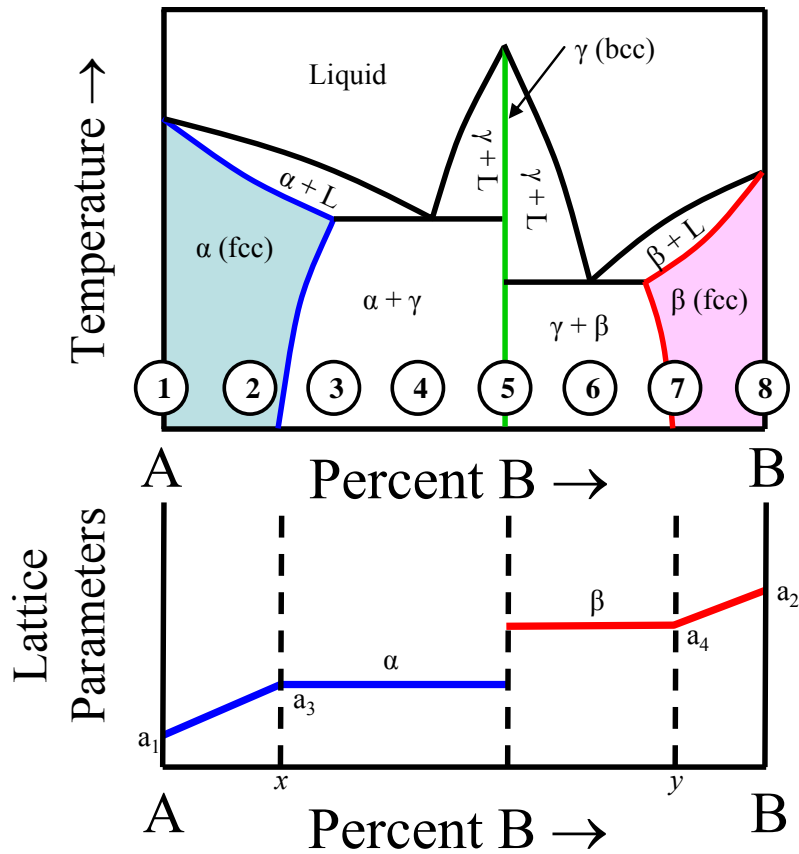 γ (bcc)
Liquid
γ + L
γ + L
α + L
β + L
α (fcc)
β (fcc)
α + γ
γ + β
Temperature →
1 2 3 4 5 6 7 8
A B
Percent B →
Lattice
Parameters
a₂
β
a₄
α
a₃
a₁
x y
A B
Percent B →